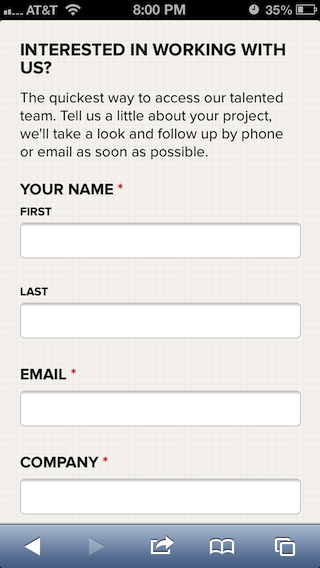 AT&T 8:00 PM 35%
INTERESTED IN WORKING WITH
US?
The quickest way to access our talented
team. Tell us a little about your project,
we'll take a look and follow up by phone
or email as soon as possible.
YOUR NAME *
FIRST
LAST
EMAIL *
COMPANY *